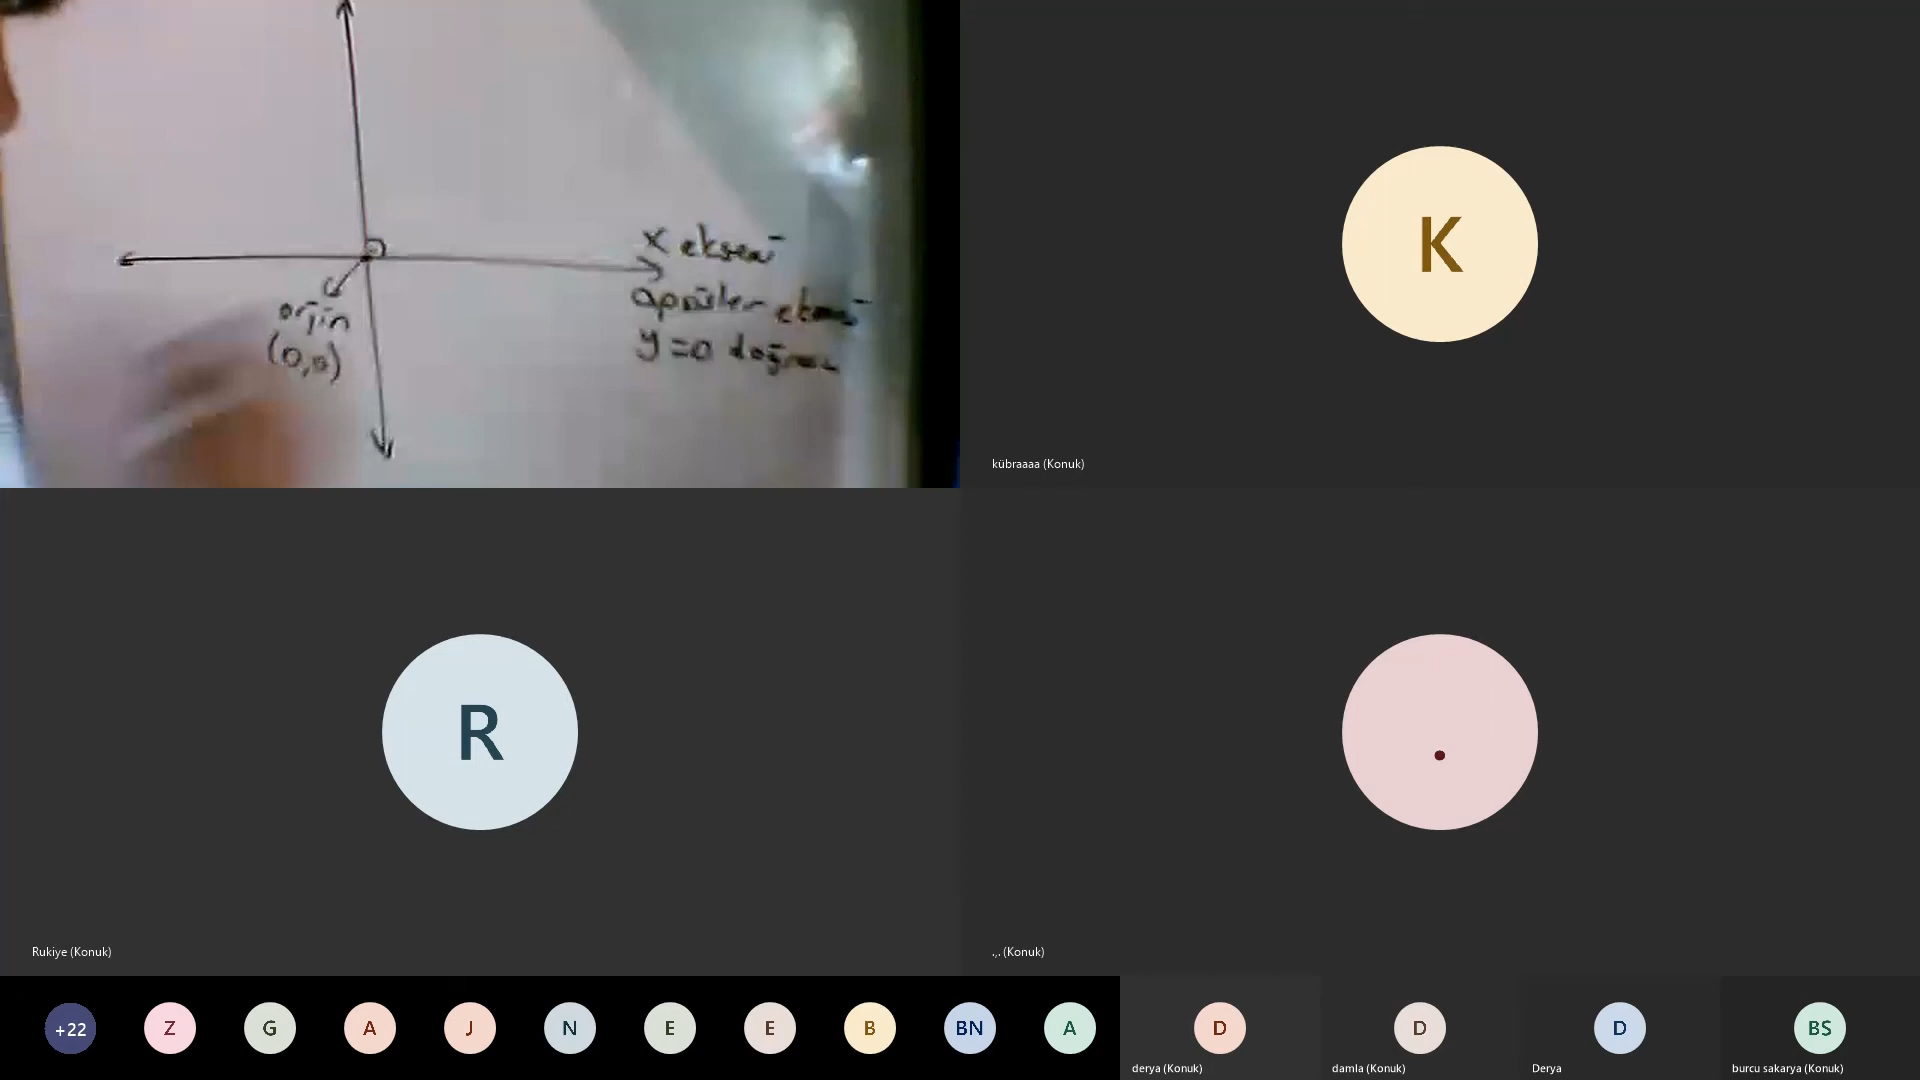 x ekseni
apsisler ekseni
y=0 doğrusu
orjin
(0,0)
K
kübraaaa (Konuk)
R
Rukiye (Konuk)
.
.,. (Konuk)
+22
Z
G
A
J
N
E
E
B
BN
A
D
derya (Konuk)
D
damla (Konuk)
D
Derya
BS
burcu sakarya (Konuk)